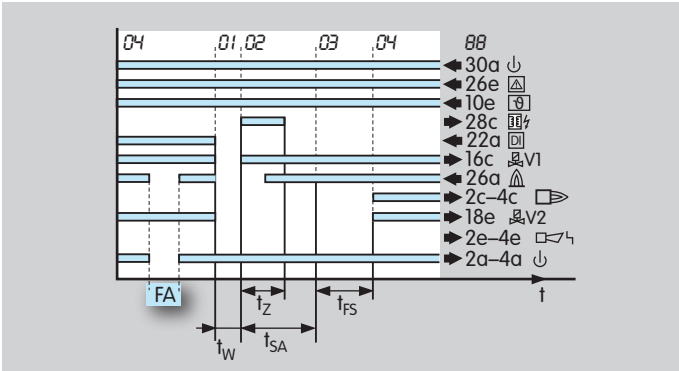 04 01 02 03 04 88
30a
26e
10e ϑ
28c
22a DI
16c V1
26a
2c–4c
18e V2
2e–4e
2a–4a
FA tZ tFS t
tW tSA